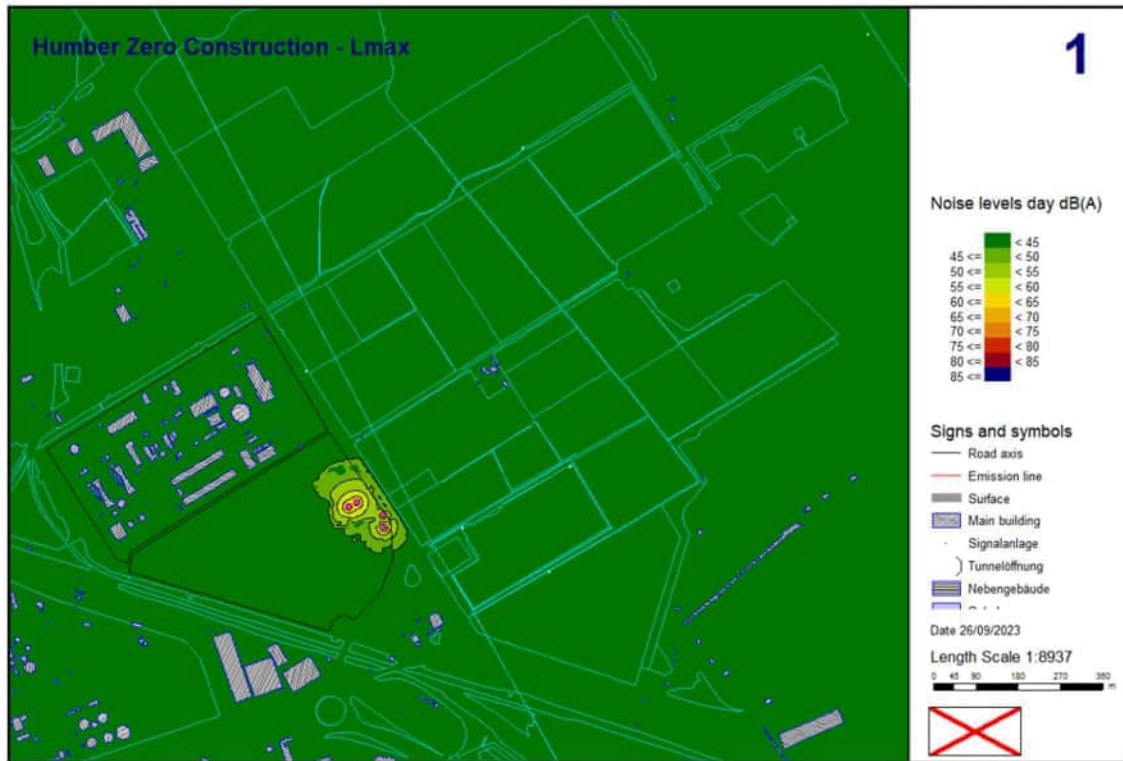 Humber Zero Construction - Lmax
1
Noise levels day dB(A)
< 45
45 <= < 50
50 <= < 55
55 <= < 60
60 <= < 65
65 <= < 70
70 <= < 75
75 <= < 80
80 <= < 85
85 <=
Signs and symbols
Road axis
Emission line
Surface
Main building
Signalanlage
Tunnelöffnung
Nebengebäude
Date 26/09/2023
Length Scale 1:8937
0 45 90 180 270 360
m